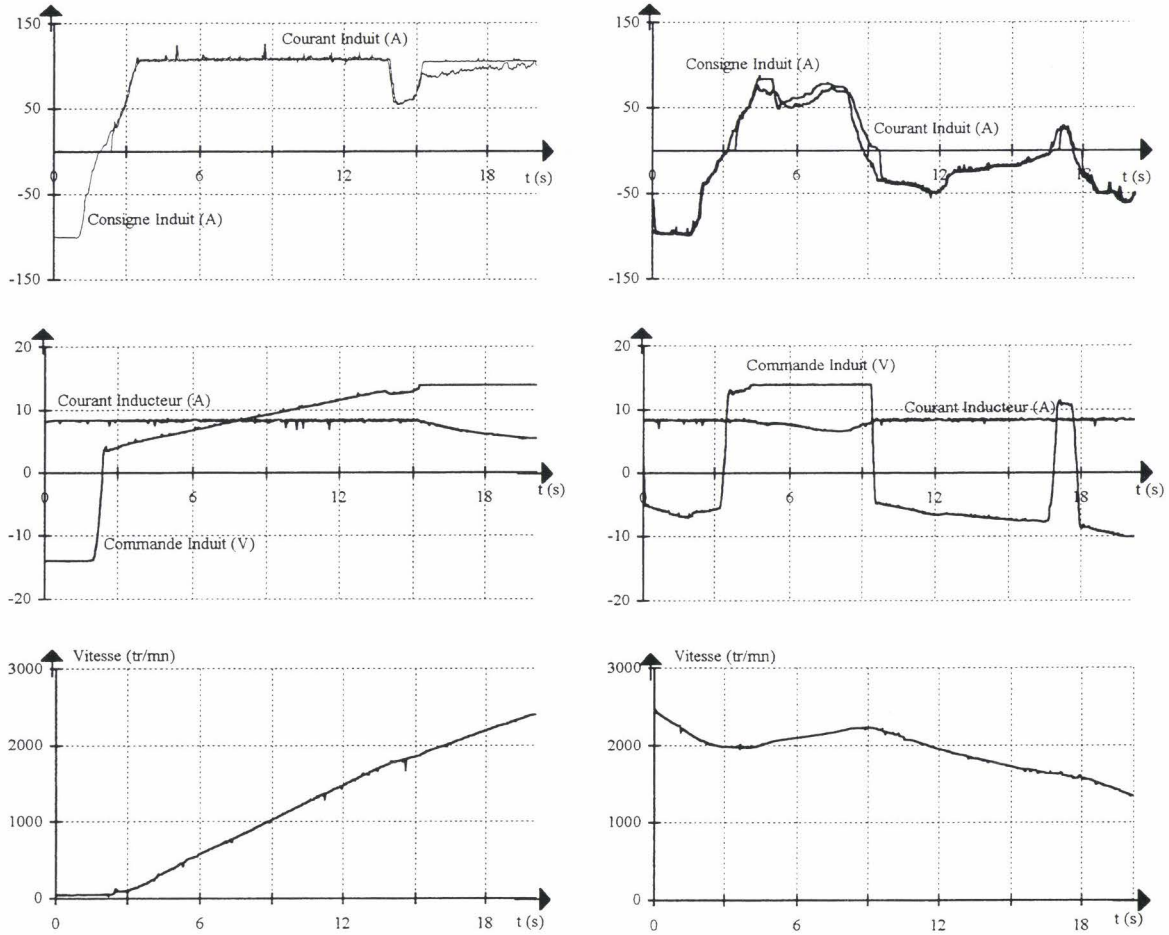 150
Courant Induit (A)
50
0 6 12 18
t (s)
-50
Consigne Induit (A)
-150
150
Consigne Induit (A)
50
Courant Induit (A)
0 6 12 18
t (s)
-50
-150
20
10
Courant Inducteur (A)
0
0 6 12 18
t (s)
-10
Commande Induit (V)
-20
20
Commande Induit (V)
10
Courant Inducteur (A)
0
0 6 12 18
t (s)
-10
-20
Vitesse (tr/mn)
3000
2000
1000
0
0 6 12 18
t (s)
Vitesse (tr/mn)
3000
2000
1000
0
0 6 12 18
t (s)